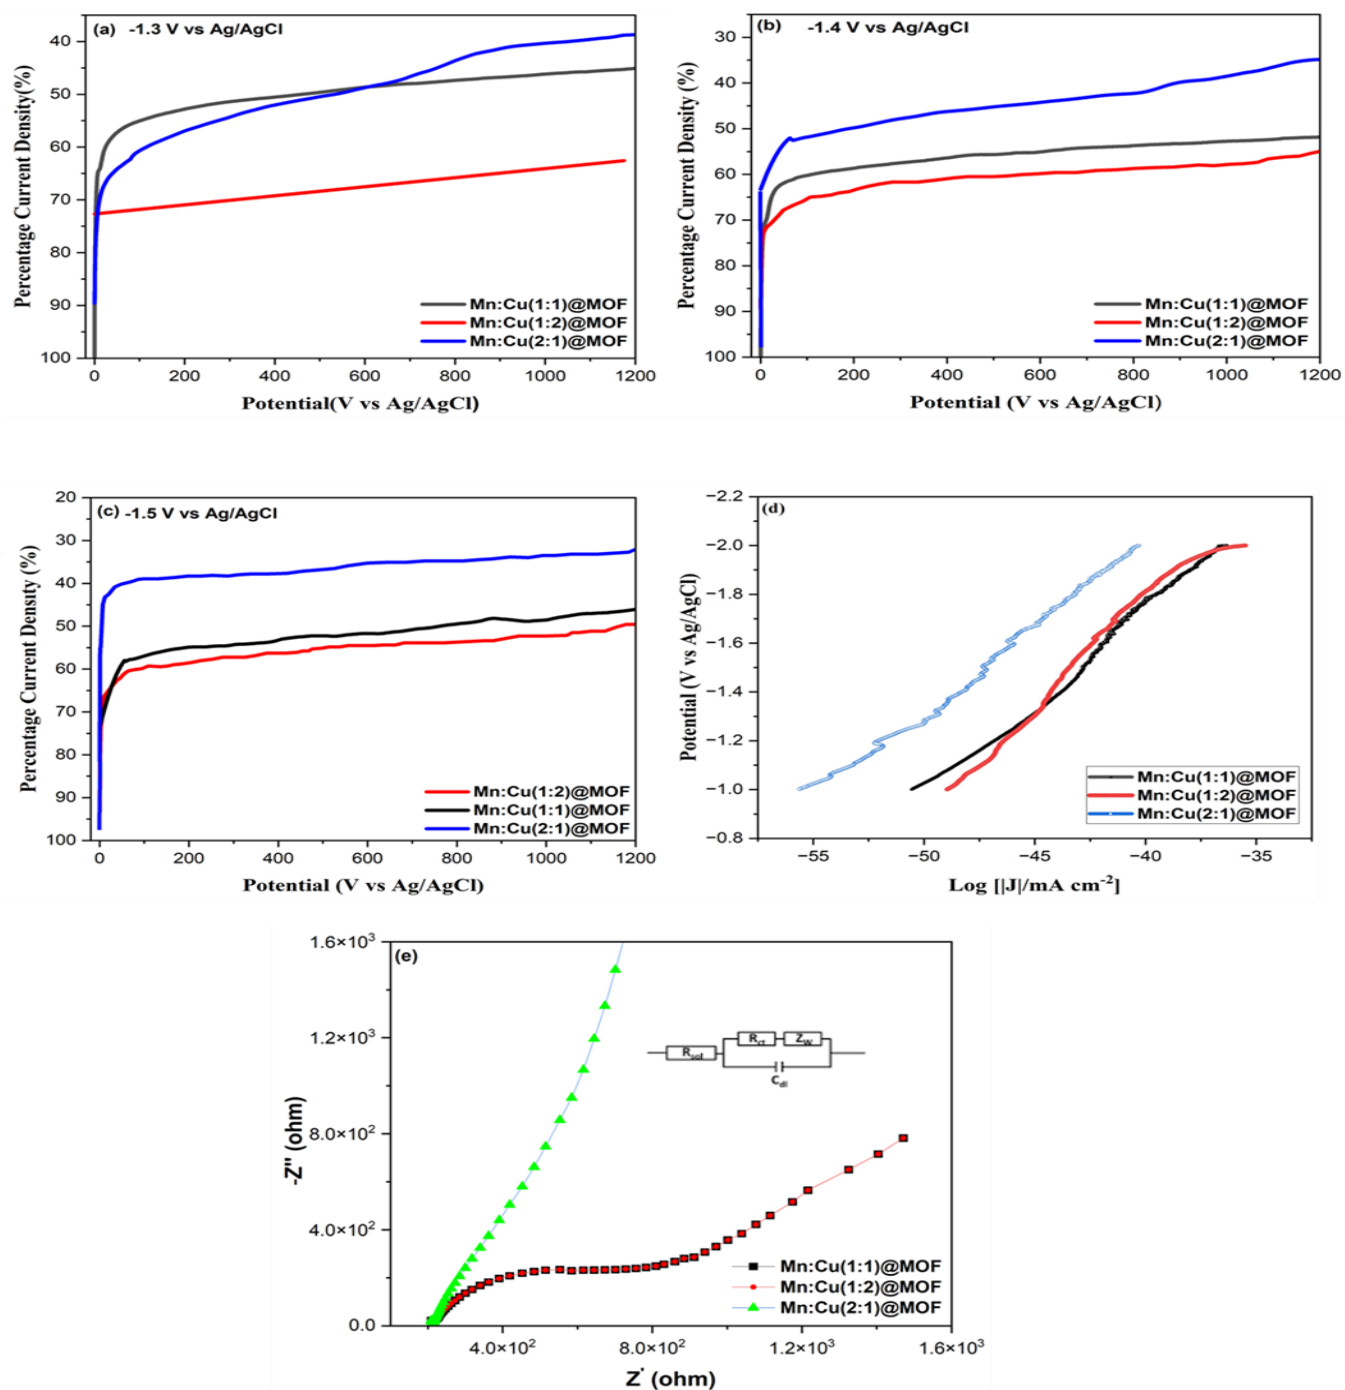 (a) -1.3 V vs Ag/AgCl
Percentage Current Density(%)
40
50
60
70
80
90
100
0 200 400 600 800 1000 1200
Potential(V vs Ag/AgCl)
Mn:Cu(1:1)@MOF
Mn:Cu(1:2)@MOF
Mn:Cu(2:1)@MOF
(b) -1.4 V vs Ag/AgCl
Percentage Current Density (%)
30
40
50
60
70
80
90
100
0 200 400 600 800 1000 1200
Potential (V vs Ag/AgCl)
Mn:Cu(1:1)@MOF
Mn:Cu(1:2)@MOF
Mn:Cu(2:1)@MOF
(c) -1.5 V vs Ag/AgCl
Percentage Current Density (%)
20
30
40
50
60
70
80
90
100
0 200 400 600 800 1000 1200
Potential (V vs Ag/AgCl)
Mn:Cu(1:2)@MOF
Mn:Cu(1:1)@MOF
Mn:Cu(2:1)@MOF
(d)
Potential (V vs Ag/AgCl)
−2.2
−2.0
−1.8
−1.6
−1.4
−1.2
−1.0
−0.8
−55 −50 −45 −40 −35
Log [|J|/mA cm⁻²]
Mn:Cu(1:1)@MOF
Mn:Cu(1:2)@MOF
Mn:Cu(2:1)@MOF
(e)
-Z'' (ohm)
1.6×10³
1.2×10³
8.0×10²
4.0×10²
0.0
4.0×10² 8.0×10² 1.2×10³ 1.6×10³
Z' (ohm)
R_sol
R_ct
Z_W
C_dl
Mn:Cu(1:1)@MOF
Mn:Cu(1:2)@MOF
Mn:Cu(2:1)@MOF